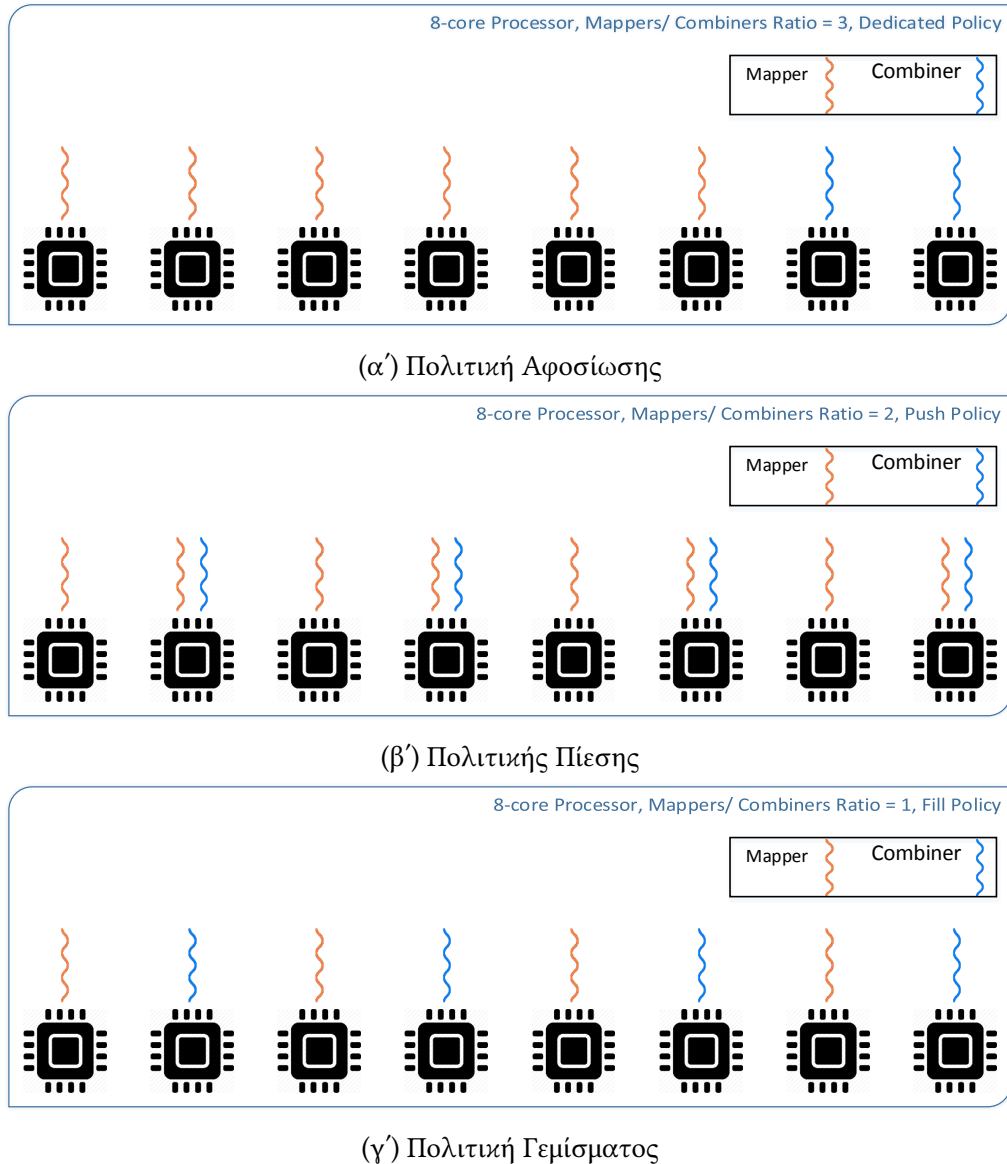 8-core Processor, Mappers/ Combiners Ratio = 3, Dedicated Policy
Mapper Combiner
(α′) Πολιτική Αφοσίωσης
8-core Processor, Mappers/ Combiners Ratio = 2, Push Policy
Mapper Combiner
(β′) Πολιτικής Πίεσης
8-core Processor, Mappers/ Combiners Ratio = 1, Fill Policy
Mapper Combiner
(γ′) Πολιτική Γεμίσματος